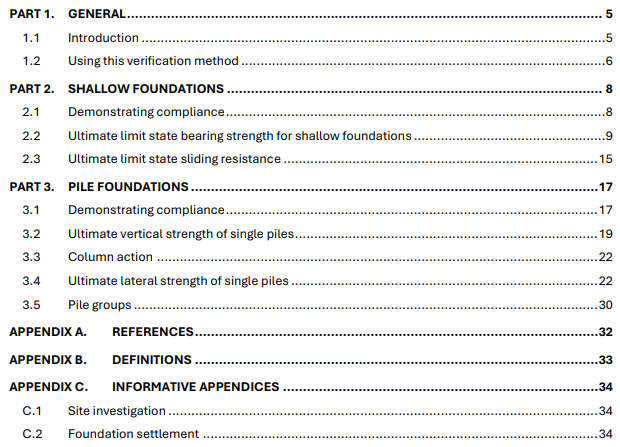 PART 1. GENERAL 5
1.1 Introduction 5
1.2 Using this verification method 6
PART 2. SHALLOW FOUNDATIONS 8
2.1 Demonstrating compliance 8
2.2 Ultimate limit state bearing strength for shallow foundations 9
2.3 Ultimate limit state sliding resistance 15
PART 3. PILE FOUNDATIONS 17
3.1 Demonstrating compliance 17
3.2 Ultimate vertical strength of single piles 19
3.3 Column action 22
3.4 Ultimate lateral strength of single piles 22
3.5 Pile groups 30
APPENDIX A. REFERENCES 32
APPENDIX B. DEFINITIONS 33
APPENDIX C. INFORMATIVE APPENDICES 34
C.1 Site investigation 34
C.2 Foundation settlement 34